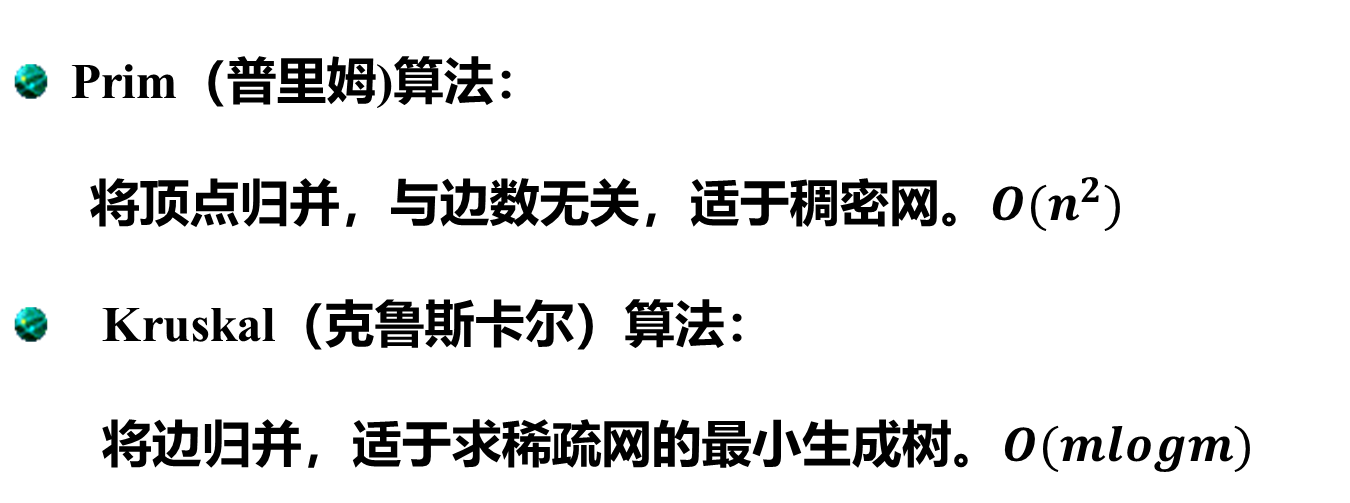 Prim（普里姆)算法：
将顶点归并，与边数无关，适于稠密网。O(n²)
Kruskal（克鲁斯卡尔）算法：
将边归并，适于求稀疏网的最小生成树。O(mlogm)